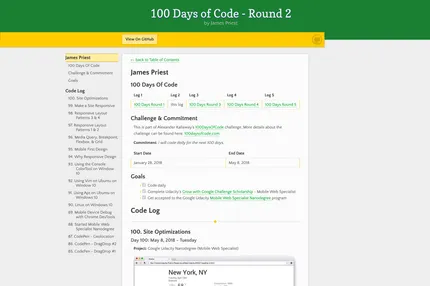 100 Days of Code - Round 2
by James Priest
View On GitHub
James Priest
100 Days Of Code
Challenge & Commitment
Goals
Code Log
100. Site Optimizations
99. Make a Site Responsive
98. Responsive Layout
Patterns 3 & 4
97. Responsive Layout
Patterns 1 & 2
96. Media Query, Breakpoint,
Flexbox, & Grid
95. Mobile First Design
94. Why Responsive Design
93. Using the Console
92. Using Vim on Ubuntu on
Windows 10
91. Using Apt on Ubuntu on
Windows 10
90. Linux on Windows 10
89. Mobile Device Debug
with Chrome DevTools
88. Started Mobile Specialist
Nanodegree
87. CodePen -
86. CodePen - DragDrop #2
85. CodePen - DragDrop #1
← back to Table of Contents
James Priest
100 Days Of Code
Log 1 Log 2 Log 3 Log 4 Log 5
100 Days Round 1 this log 100 Days Round 3 100 Days Round 4 100 Days Round 5
Challenge & Commitment
This is part of Alexander Kallaway's 100DaysOfCode challenge. More details about the
challenge can be found here: 100daysofcode.com.
Commitment: I will code daily for the next 100 days.
Start Date End Date
January 28, 2018 May 8, 2018
Goals
Code daily
Complete Udacity's Grow with Google Challenge Scholarship - Mobile Web Specialist
Get accepted to the Google Udacity Mobile Web Specialist Nanodegree program
Code Log
100. Site Optimizations
Day 100: May 8, 2018 - Tuesday
Project: Google Udacity Nanodegree (Mobile Web Specialist)
New York, NY